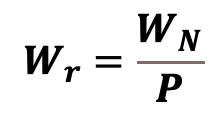 W_r = W_N / P